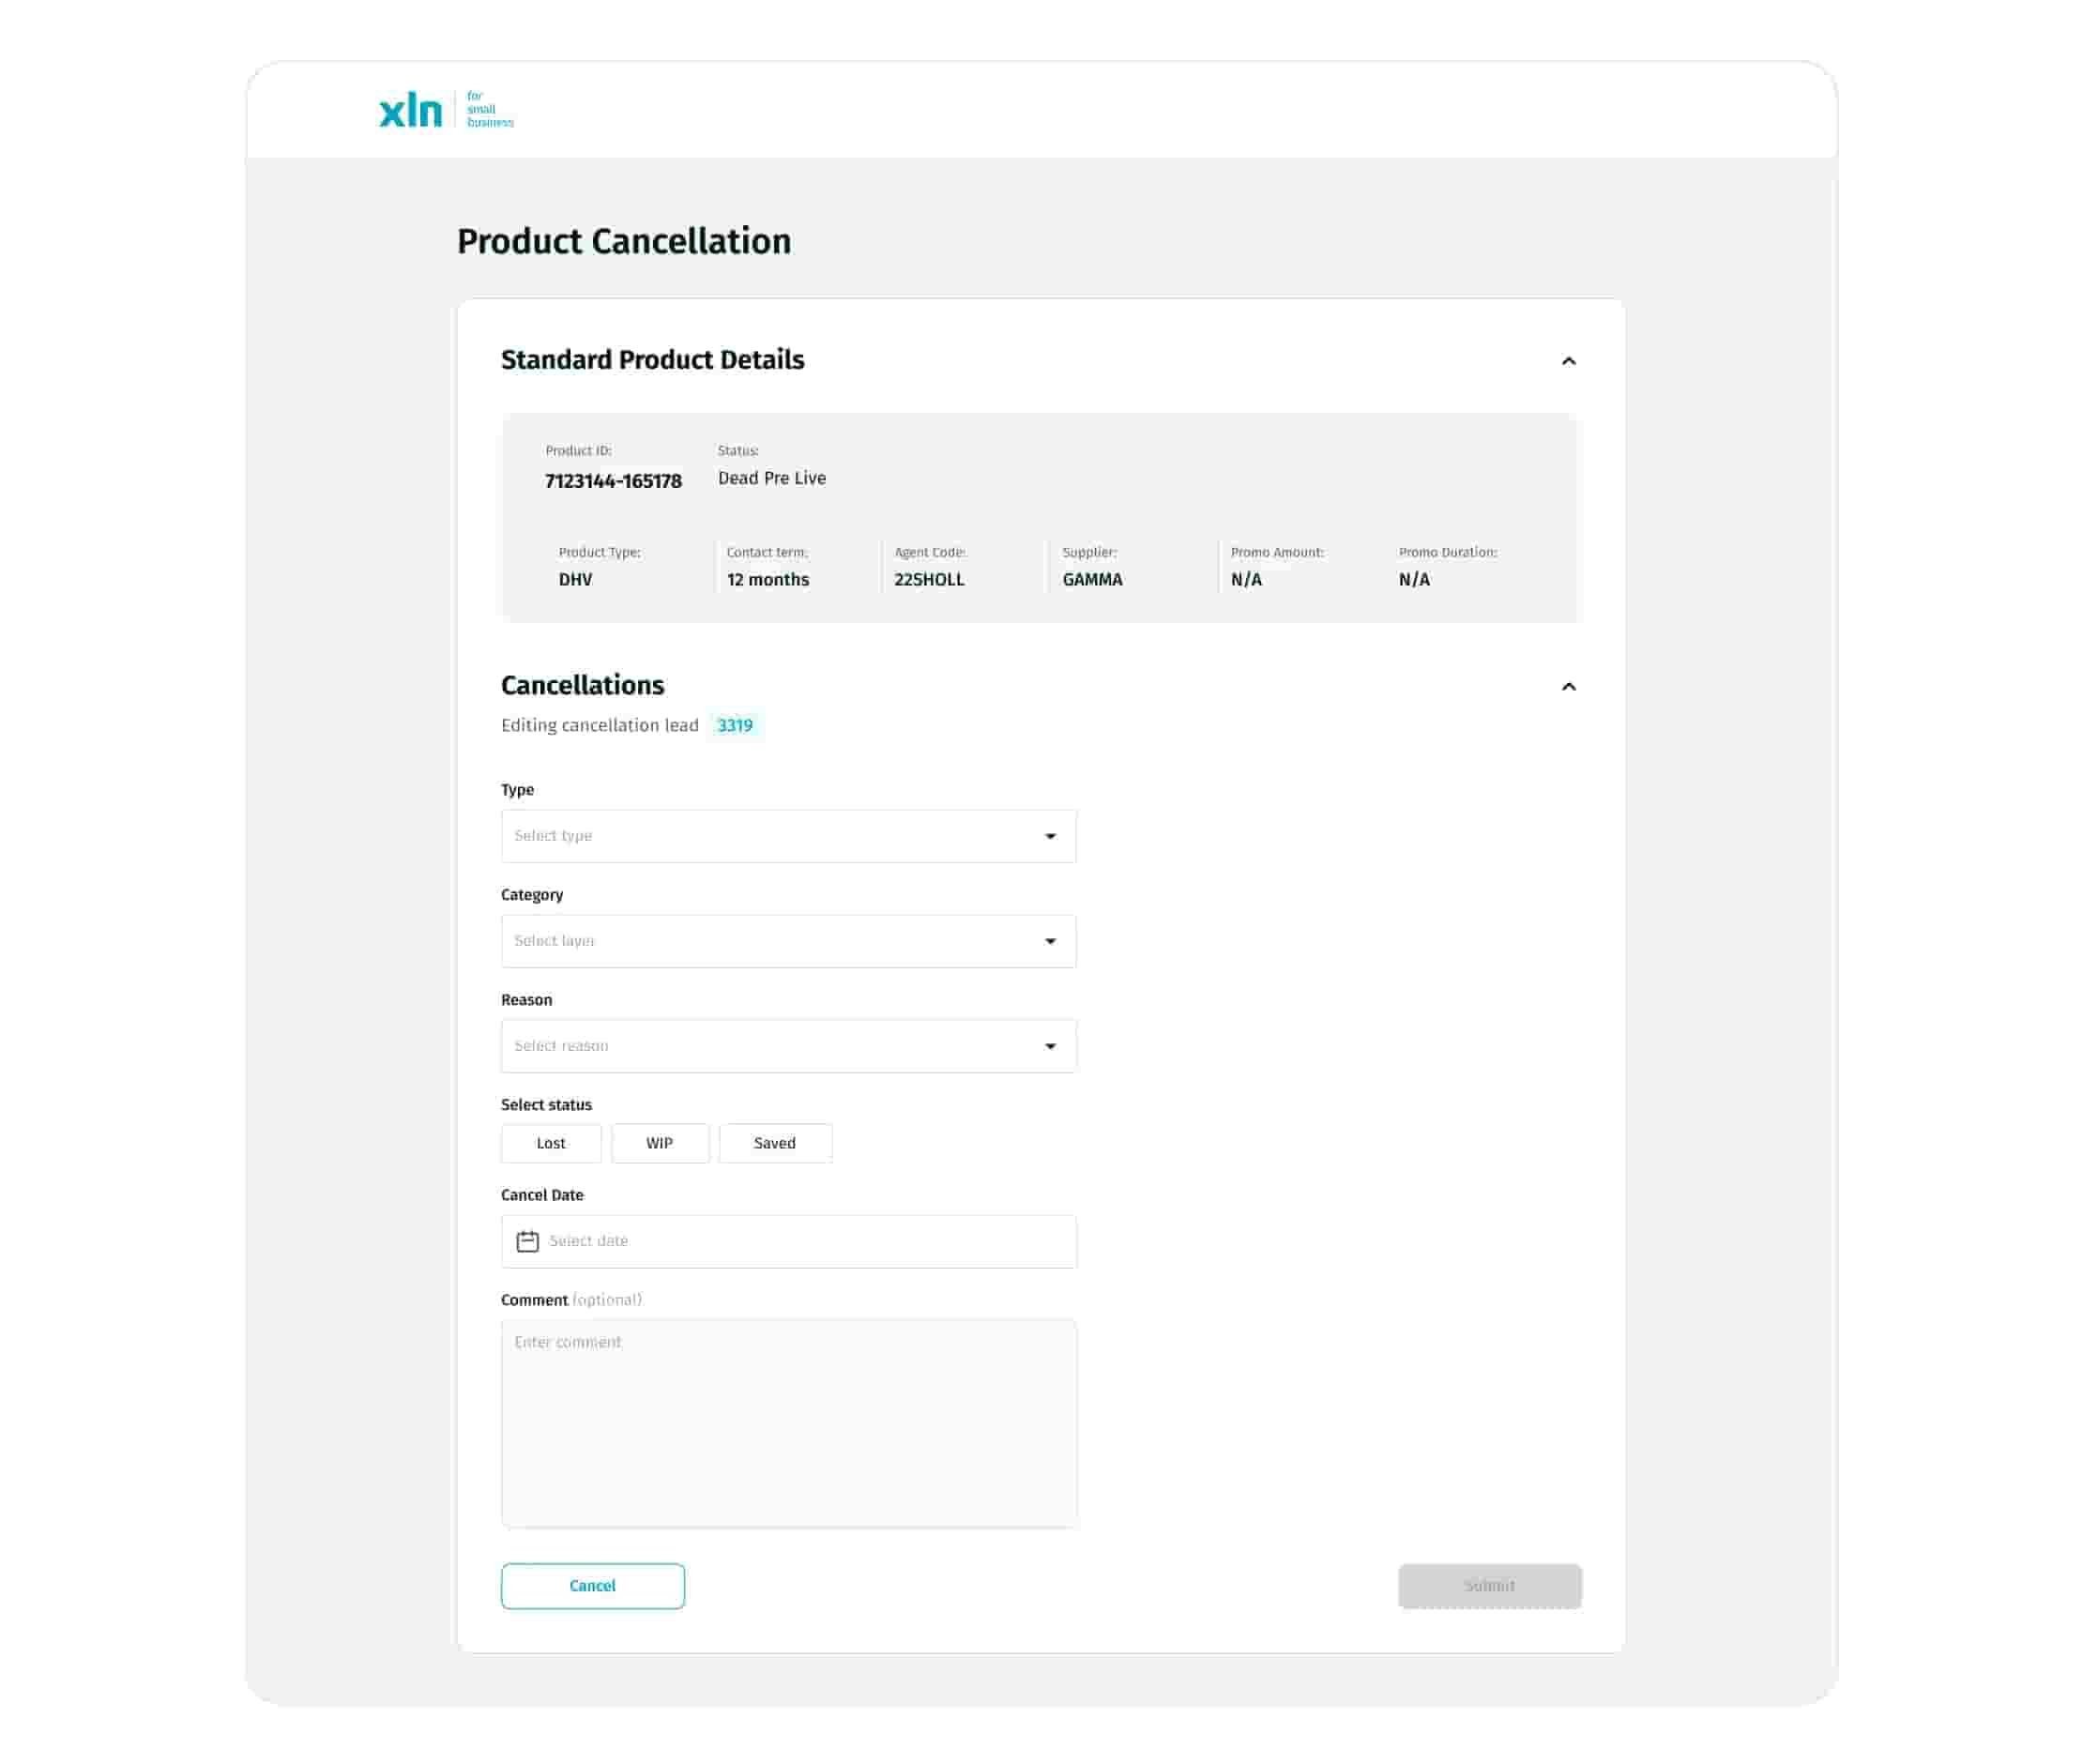 xln
for
small
business
Product Cancellation
Standard Product Details
Product ID:
Status:
7123144-165178
Dead Pre Live
Product Type:
Contact term:
Agent Code:
Supplier:
Promo Amount:
Promo Duration:
DHV
12 months
22SHOLL
GAMMA
N/A
N/A
Cancellations
Editing cancellation lead 3319
Type
Select type
Category
Select layer
Reason
Select reason
Select status
Lost
WIP
Saved
Cancel Date
Select date
Comment (optional)
Enter comment
Cancel
Submit